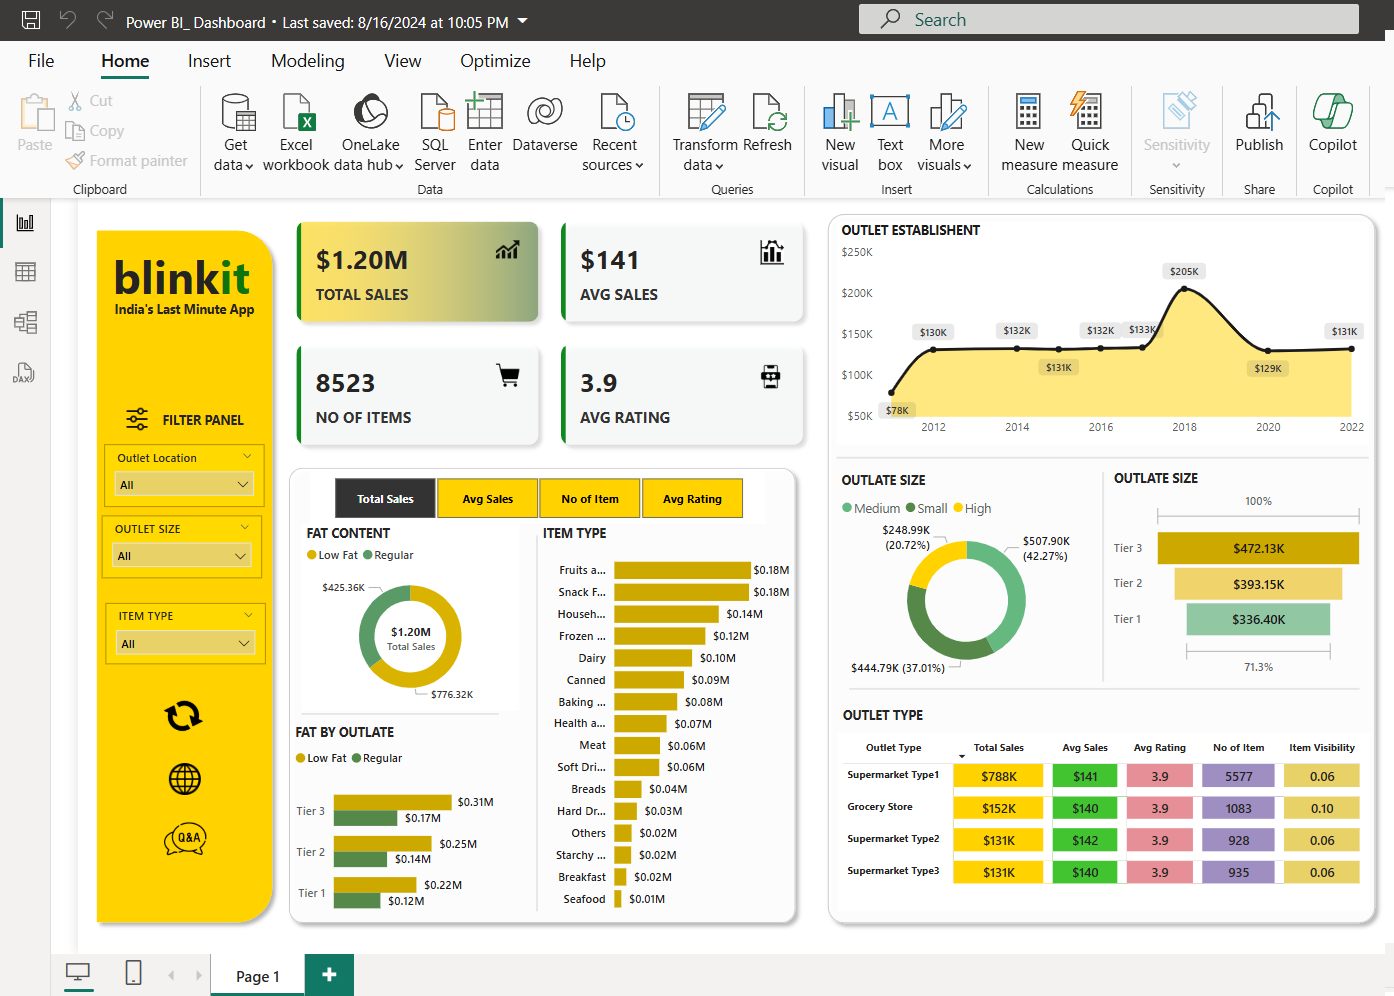 Power BI_ Dashboard • Last saved: 8/16/2024 at 10:05 PM
Search
File Home Insert Modeling View Optimize Help
Paste
Cut
Copy
Format painter
Clipboard
Get data
Excel workbook
OneLake data hub
SQL Server
Enter data
Dataverse
Recent sources
Data
Transform data
Refresh
Queries
New visual
Text box
More visuals
Insert
New measure
Quick measure
Calculations
Sensitivity
Sensitivity
Publish
Share
Copilot
Copilot
DAX
blinkit
India's Last Minute App
FILTER PANEL
Outlet Location
All
OUTLET SIZE
All
ITEM TYPE
All
Q&A
$1.20M
TOTAL SALES
$141
AVG SALES
8523
NO OF ITEMS
3.9
AVG RATING
Total Sales Avg Sales No of Item Avg Rating
FAT CONTENT
Low Fat Regular
$425.36K
$1.20M
Total Sales
$776.32K
FAT BY OUTLATE
Low Fat Regular
Tier 3 $0.31M
$0.17M
Tier 2 $0.25M
$0.14M
Tier 1 $0.22M
$0.12M
ITEM TYPE
Fruits a... $0.18M
Snack F... $0.18M
Househ... $0.14M
Frozen ... $0.12M
Dairy $0.10M
Canned $0.09M
Baking ... $0.08M
Health a... $0.07M
Meat $0.06M
Soft Dri... $0.06M
Breads $0.04M
Hard Dr... $0.03M
Others $0.02M
Starchy ... $0.02M
Breakfast $0.02M
Seafood $0.01M
OUTLET ESTABLISHENT
$250K
$200K
$150K
$100K
$50K
$78K
$130K
$132K
$131K
$132K
$133K
$205K
$129K
$131K
2012 2014 2016 2018 2020 2022
OUTLATE SIZE
Medium Small High
$248.99K
(20.72%)
$507.90K
(42.27%)
$444.79K (37.01%)
OUTLATE SIZE
100%
Tier 3 $472.13K
Tier 2 $393.15K
Tier 1 $336.40K
71.3%
OUTLET TYPE
Outlet Type Total Sales Avg Sales Avg Rating No of Item Item Visibility
Supermarket Type1 $788K $141 3.9 5577 0.06
Grocery Store $152K $140 3.9 1083 0.10
Supermarket Type2 $131K $142 3.9 928 0.06
Supermarket Type3 $131K $140 3.9 935 0.06
Page 1